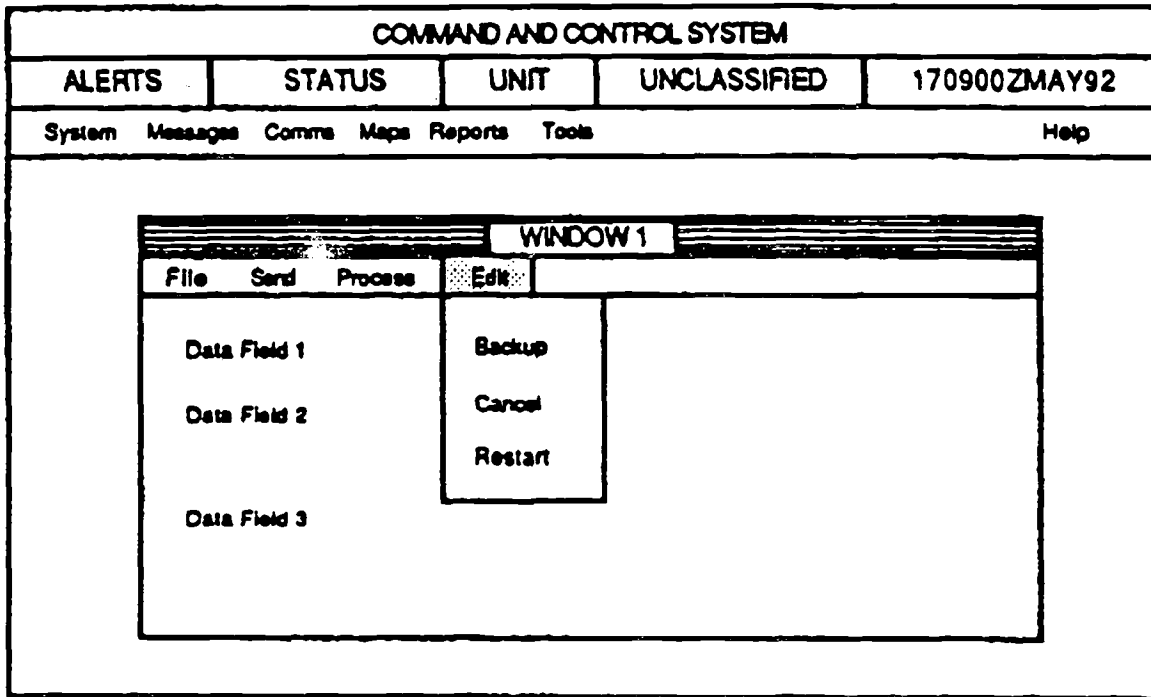 COMMAND AND CONTROL SYSTEM
ALERTS STATUS UNIT UNCLASSIFIED 170900ZMAY92
System Messages Comms Maps Reports Tools Help
WINDOW 1
File Send Process Edit
Data Field 1 Backup
Data Field 2 Cancel
Restart
Data Field 3